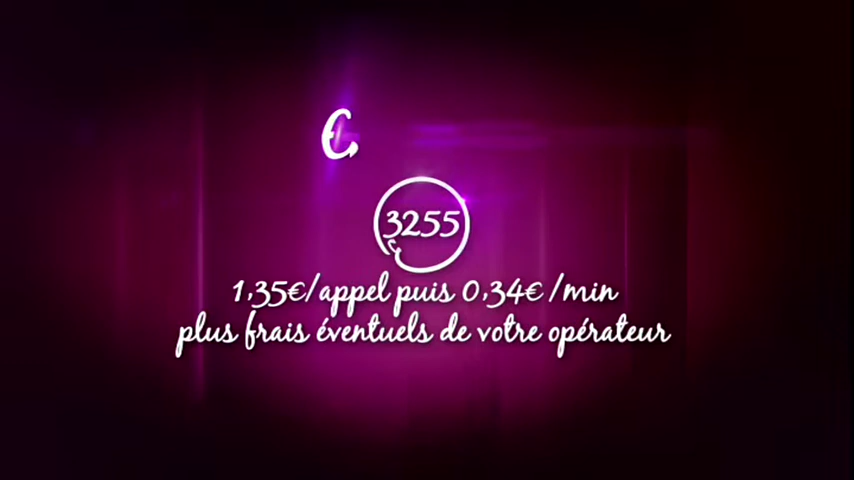 €
3255
1,35€/appel puis 0,34€/min
plus frais éventuels de votre opérateur